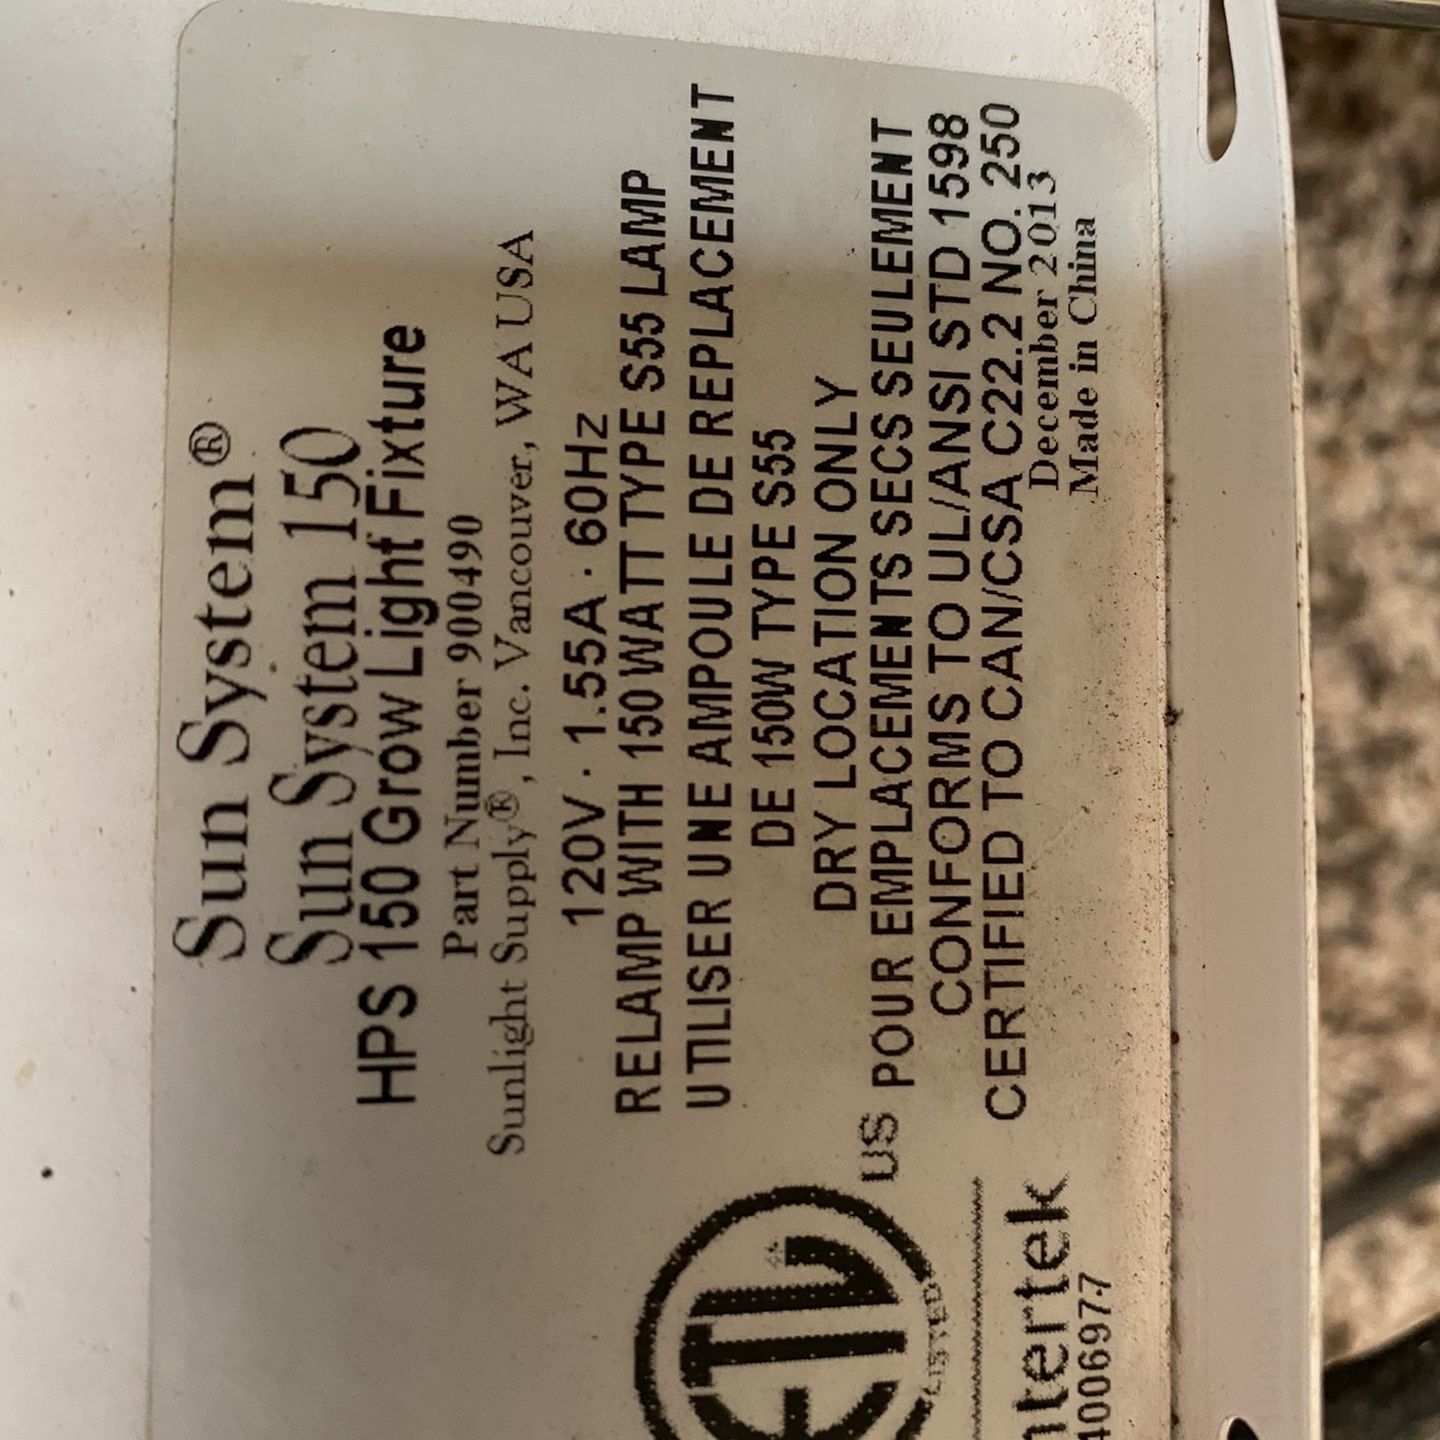 Sun System®
Sun System 150
HPS 150 Grow Light Fixture
Part Number 900490
Sunlight Supply®, Inc. Vancouver, WA USA
120V · 1.55A · 60Hz
RELAMP WITH 150 WATT TYPE S55 LAMP
UTILISER UNE AMPOULE DE REPLACEMENT
DE 150W TYPE S55
DRY LOCATION ONLY
POUR EMPLACEMENTS SECS SEULEMENT
CONFORMS TO UL/ANSI STD 1598
CERTIFIED TO CAN/CSA C22.2 NO. 250
December 2013
Made in China
ETL
US
LISTED
ntertek
4006977